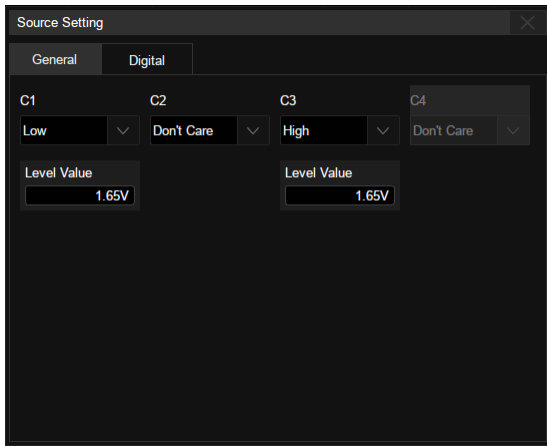 Source Setting
General Digital
C1 C2 C3 C4
Low Don't Care High Don't Care
Level Value Level Value
1.65V 1.65V